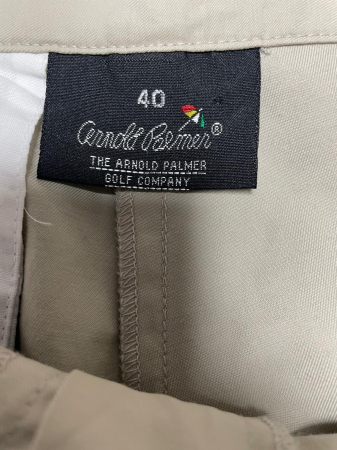 40
Arnold Palmer®
THE ARNOLD PALMER
GOLF COMPANY